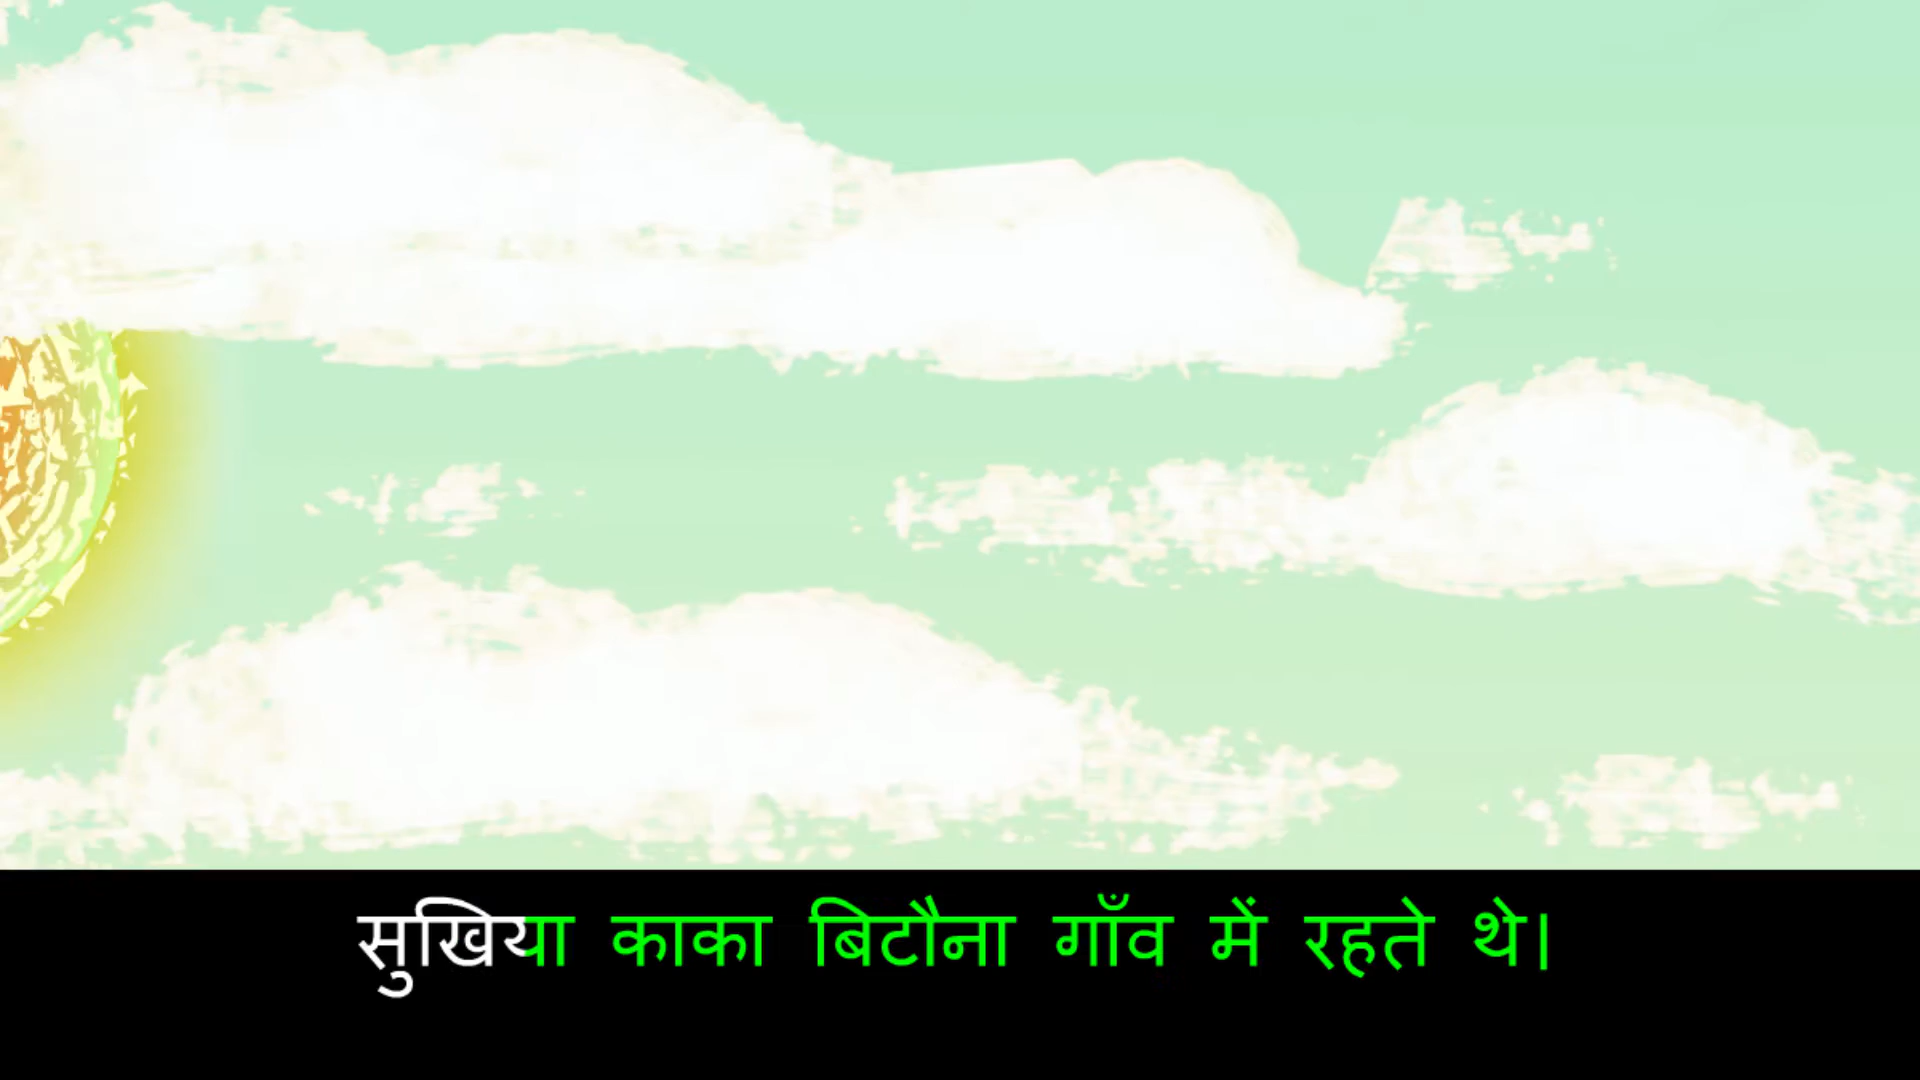 सुखिया काका बिटौना गाँव में रहते थे।